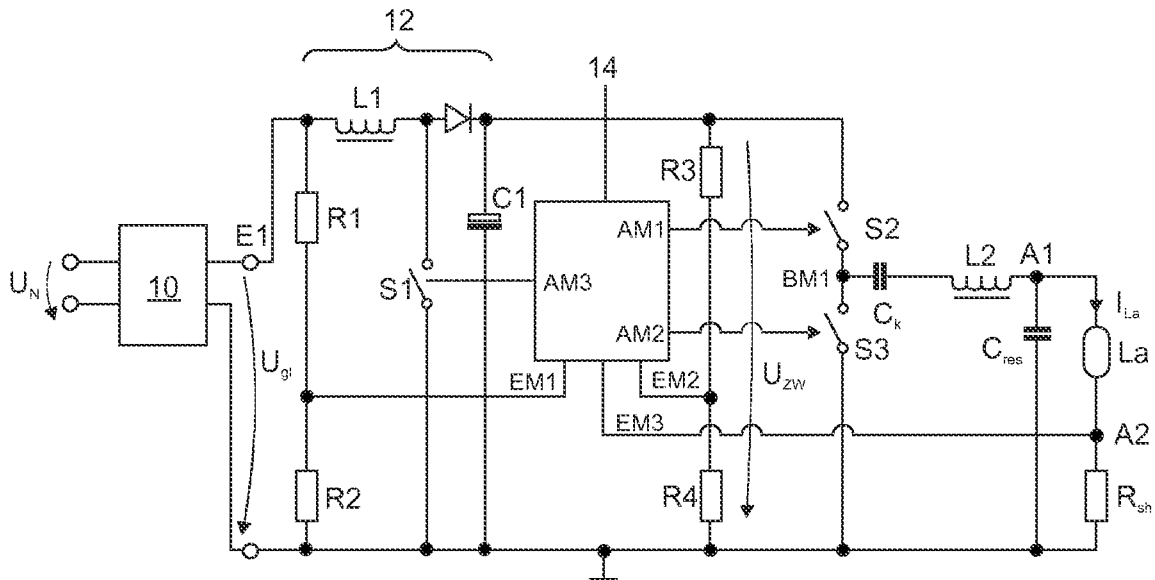 12
14
L1
R1
C1
R3
AM1
S2
E1
U_N
10
S1
AM3
BM1
L2
A1
I_La
C_k
AM2
S3
C_res
La
U_gl
EM1
EM2
U_ZW
EM3
A2
R2
R4
R_sh